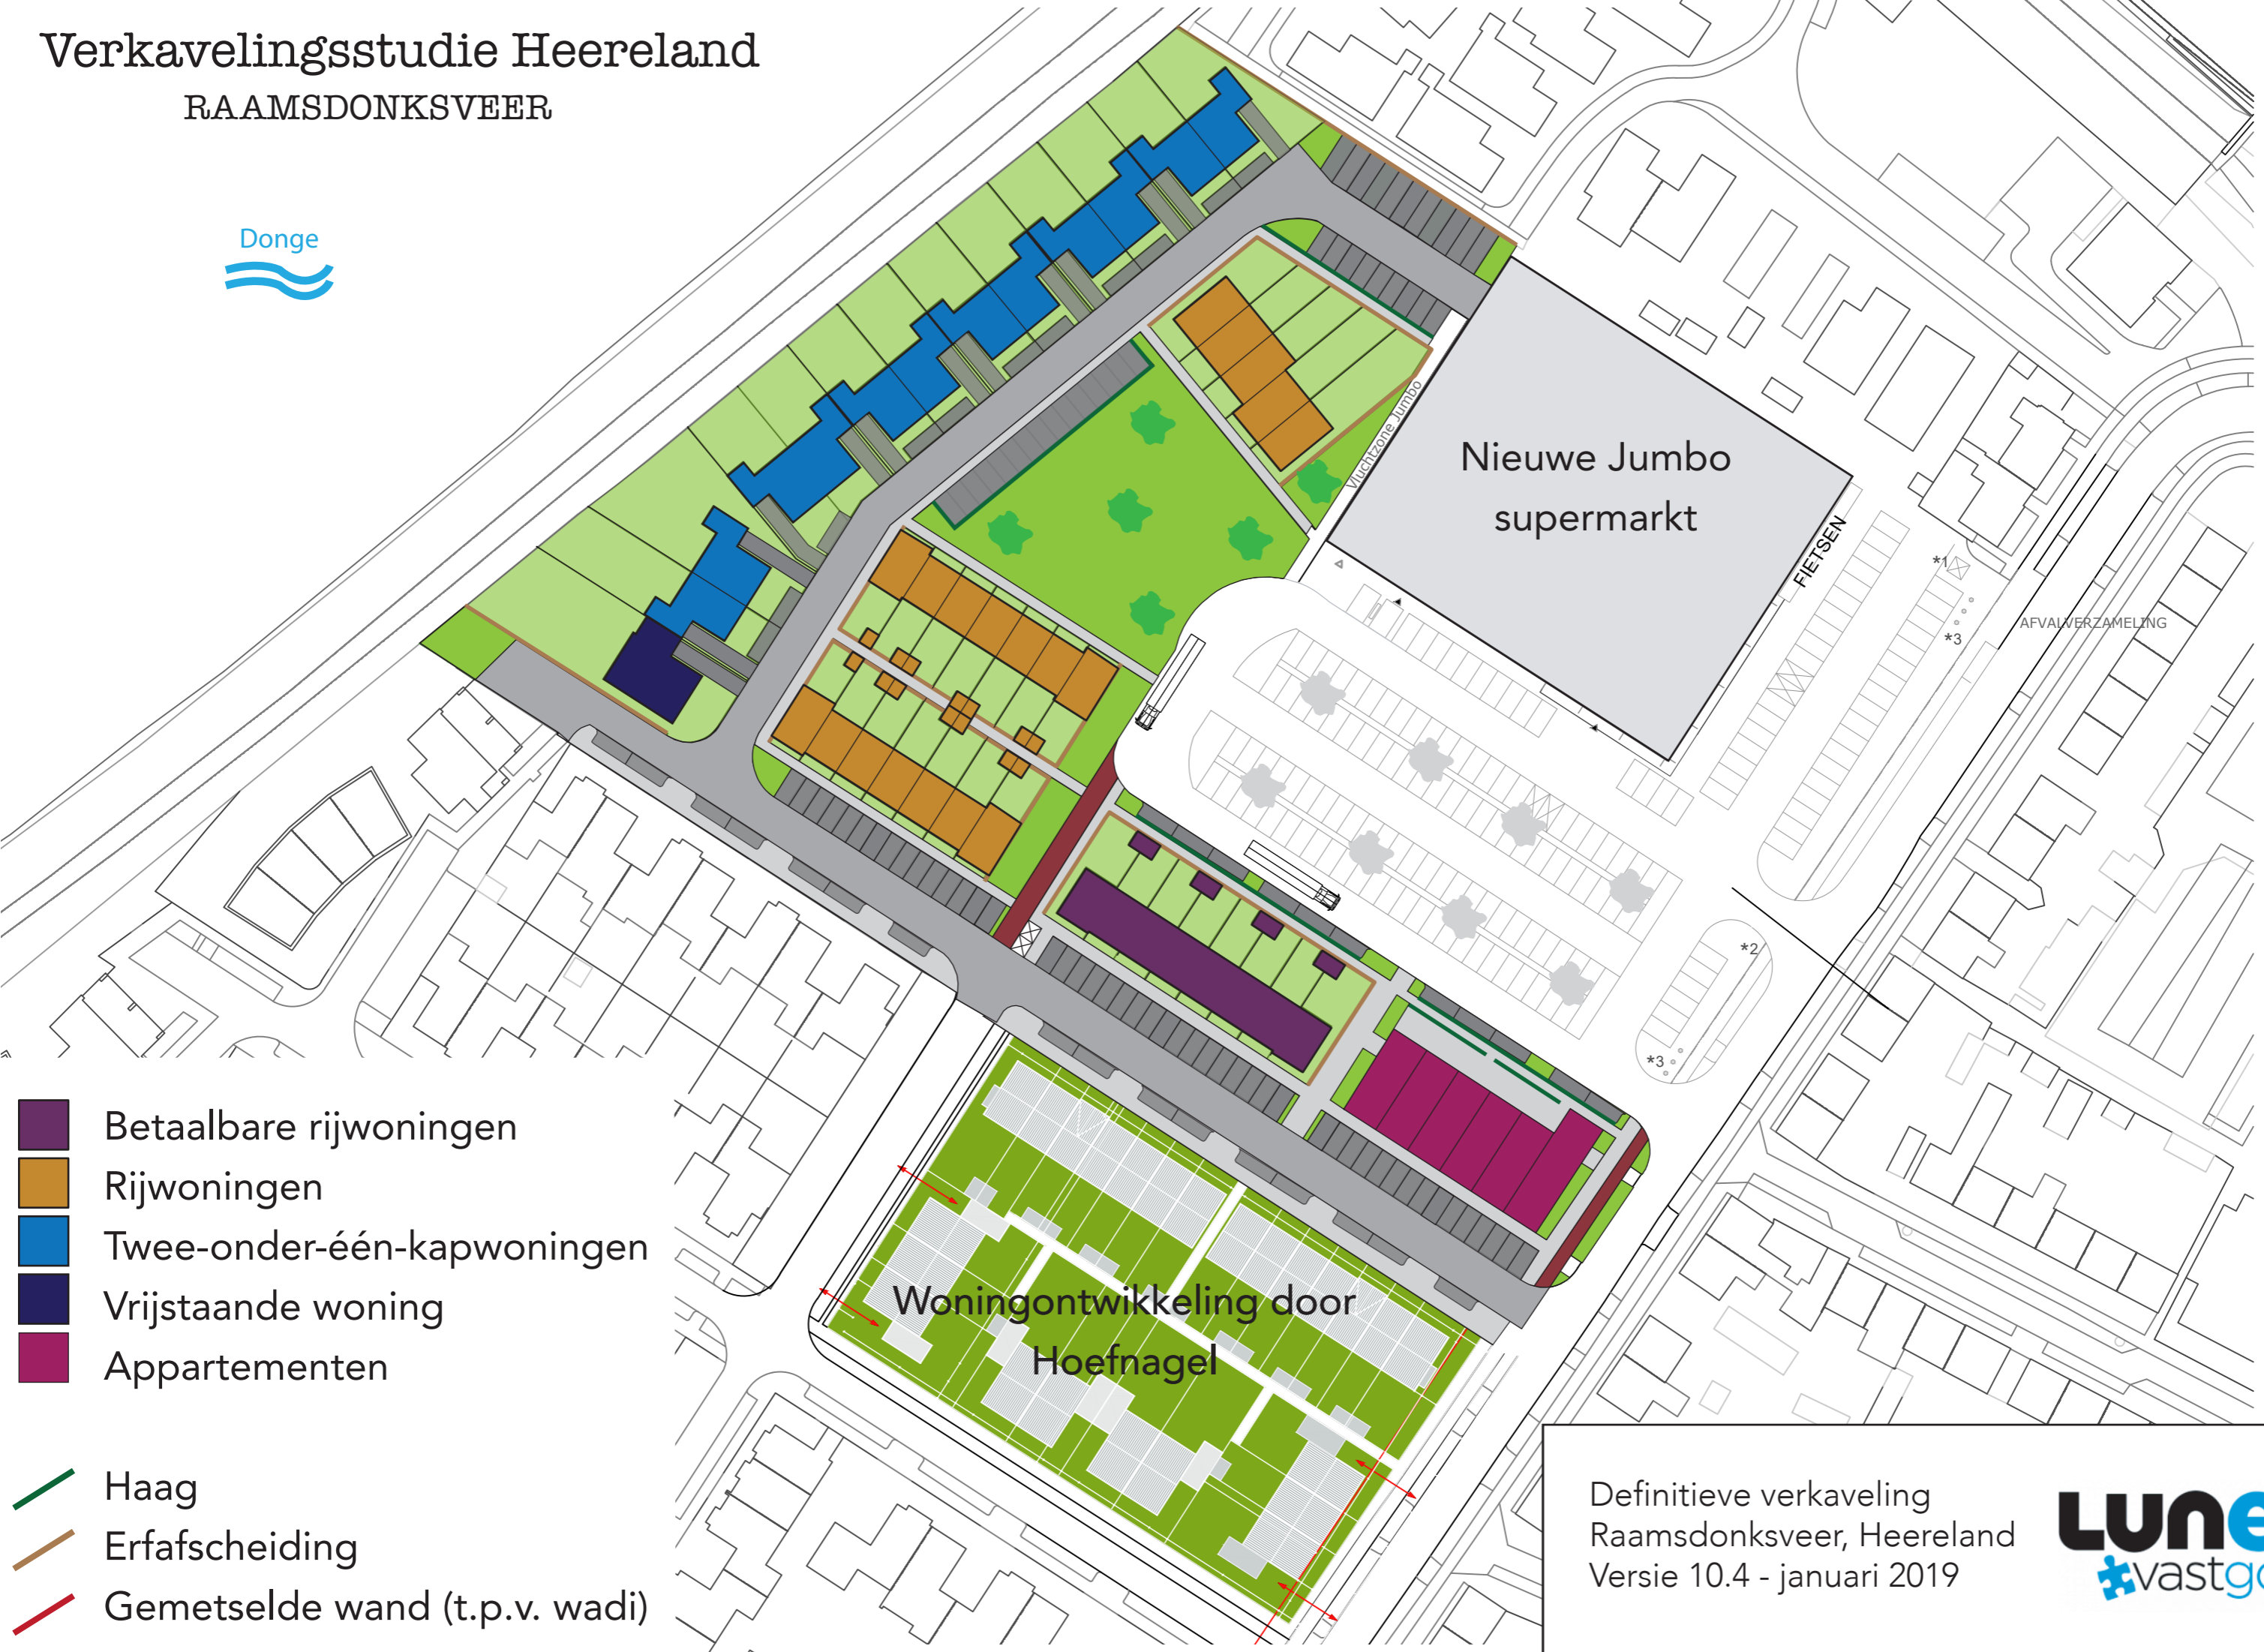 Verkavelingsstudie Heereland
RAAMSDONKSVEER
Donge
Vluchtzone Jumbo
Nieuwe Jumbo
supermarkt
FIETSEN
*1
*3
AFVALVERZAMELING
*2
*3
Woningontwikkeling door
Hoefnagel
Betaalbare rijwoningen
Rijwoningen
Twee-onder-één-kapwoningen
Vrijstaande woning
Appartementen
Haag
Erfafscheiding
Gemetselde wand (t.p.v. wadi)
Definitieve verkaveling
Raamsdonksveer, Heereland
Versie 10.4 - januari 2019